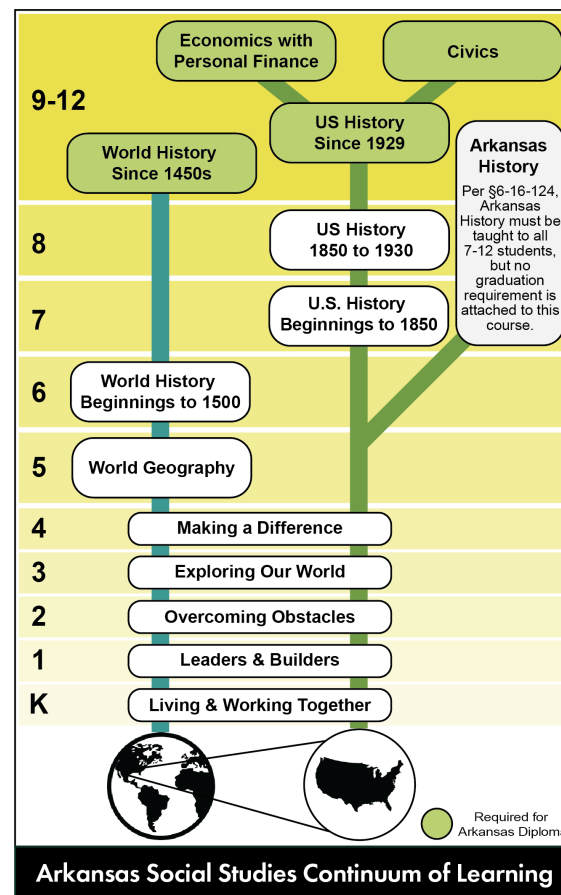 Economics with
Personal Finance
Civics
9-12
US History
Since 1929
World History
Since 1450s
Arkansas
History
Per §6-16-124,
Arkansas
History must be
taught to all
7-12 students,
but no
graduation
requirement is
attached to this
course.
8
US History
1850 to 1930
7
U.S. History
Beginnings to 1850
6
World History
Beginnings to 1500
5
World Geography
4
Making a Difference
3
Exploring Our World
2
Overcoming Obstacles
1
Leaders & Builders
K
Living & Working Together
Required for
Arkansas Diploma
Arkansas Social Studies Continuum of Learning